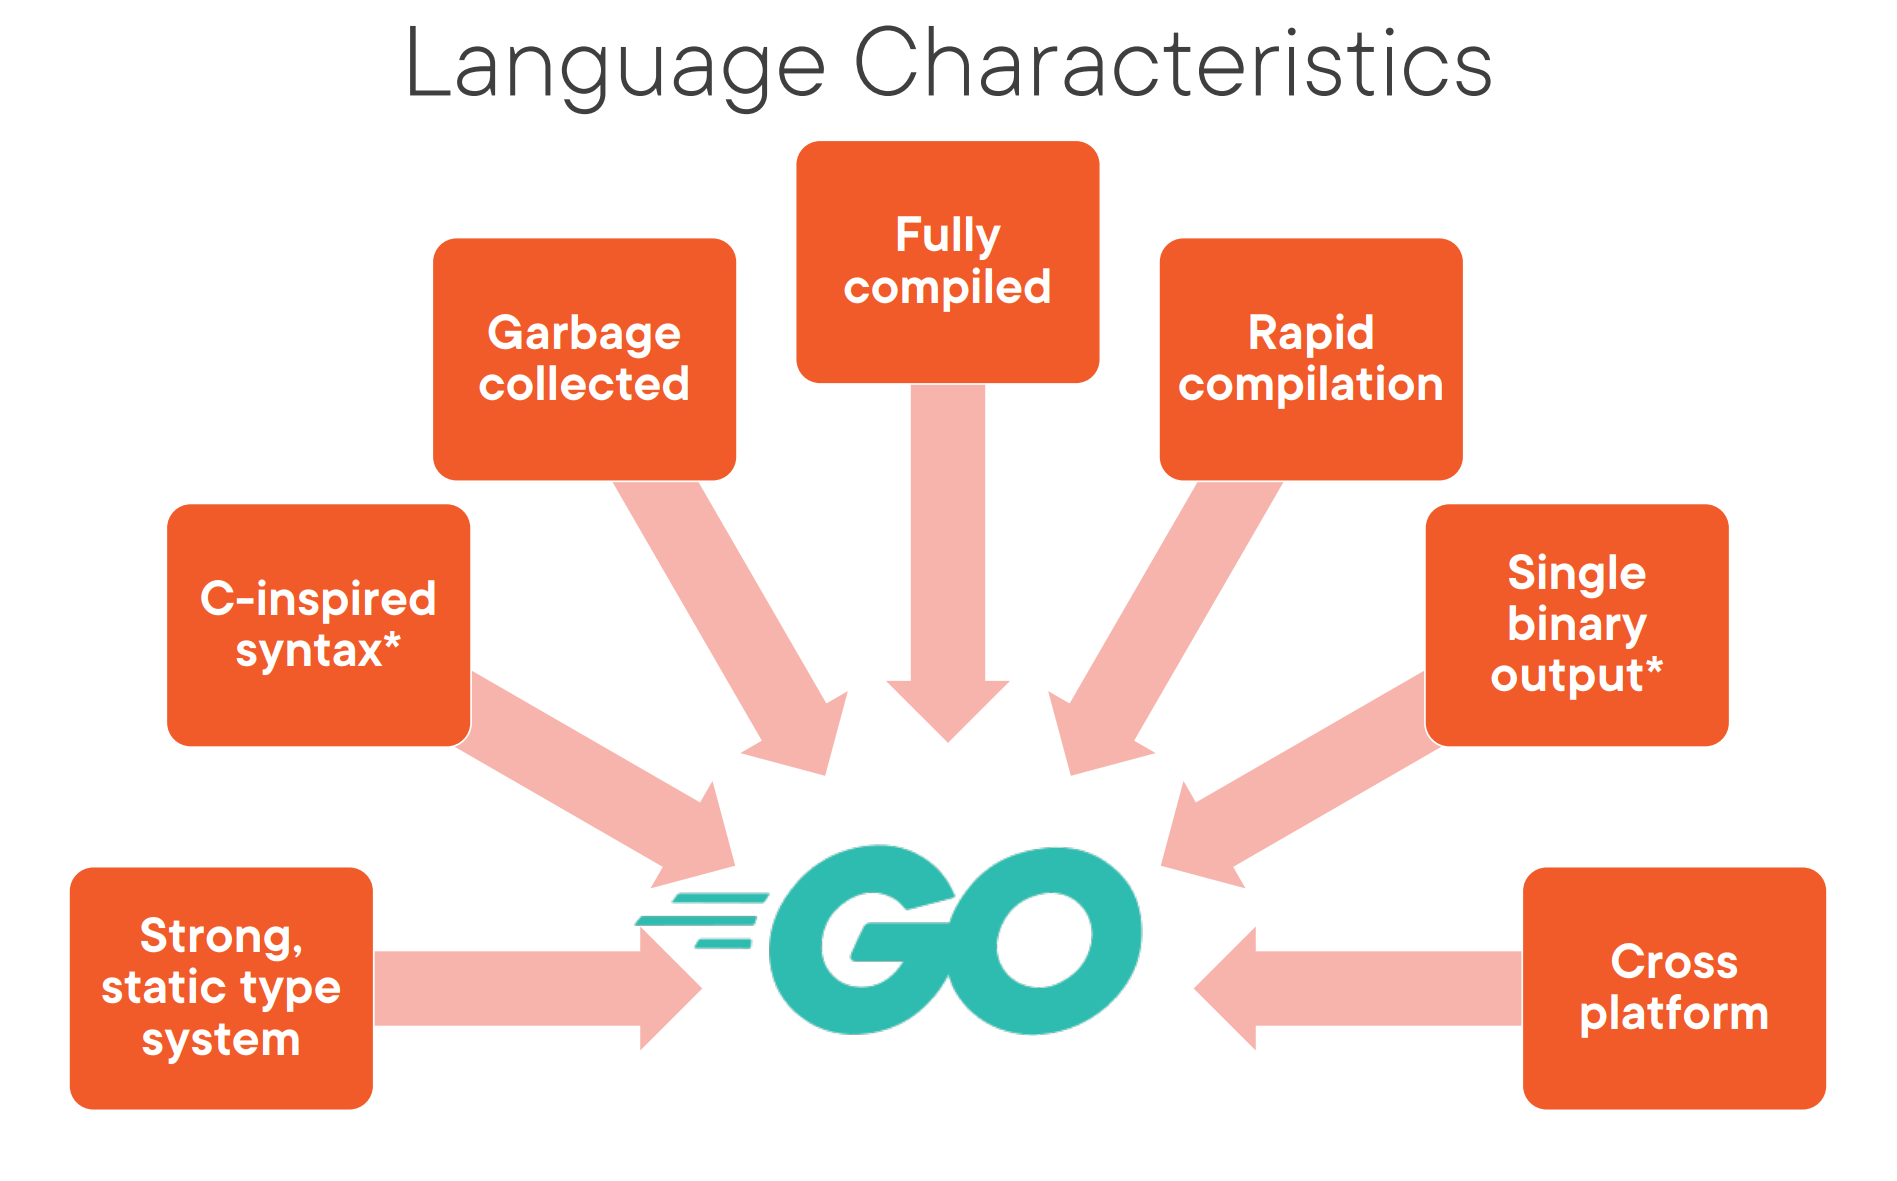 Language Characteristics
Strong,
static type
system
C-inspired
syntax*
Garbage
collected
Fully
compiled
Rapid
compilation
Single
binary
output*
Cross
platform
GO